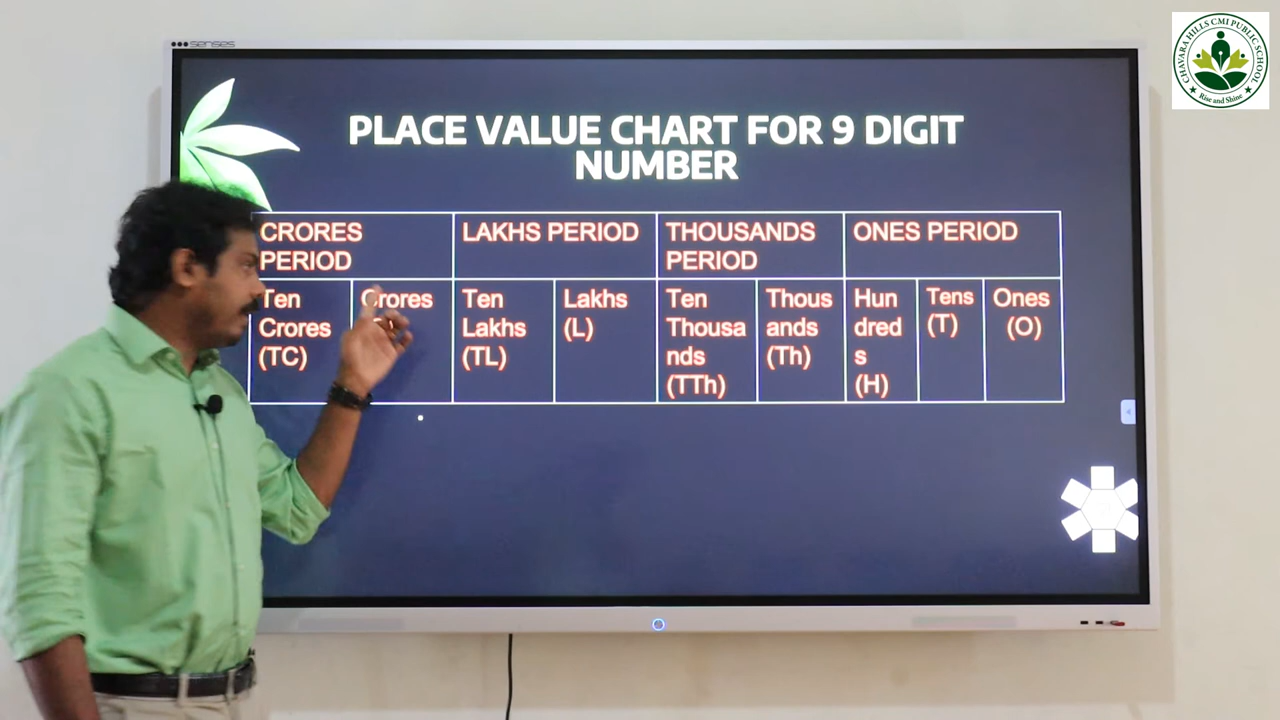 senses
CHAVARA HILLS CMI PUBLIC SCHOOL
Rise and Shine
PLACE VALUE CHART FOR 9 DIGIT
NUMBER
CRORES
PERIOD
LAKHS PERIOD
THOUSANDS
PERIOD
ONES PERIOD
Ten
Crores
(TC)
Crores
Ten
Lakhs
(TL)
Lakhs
(L)
Ten
Thousa
nds
(TTh)
Thous
ands
(Th)
Hun
dred
s
(H)
Tens
(T)
Ones
(O)